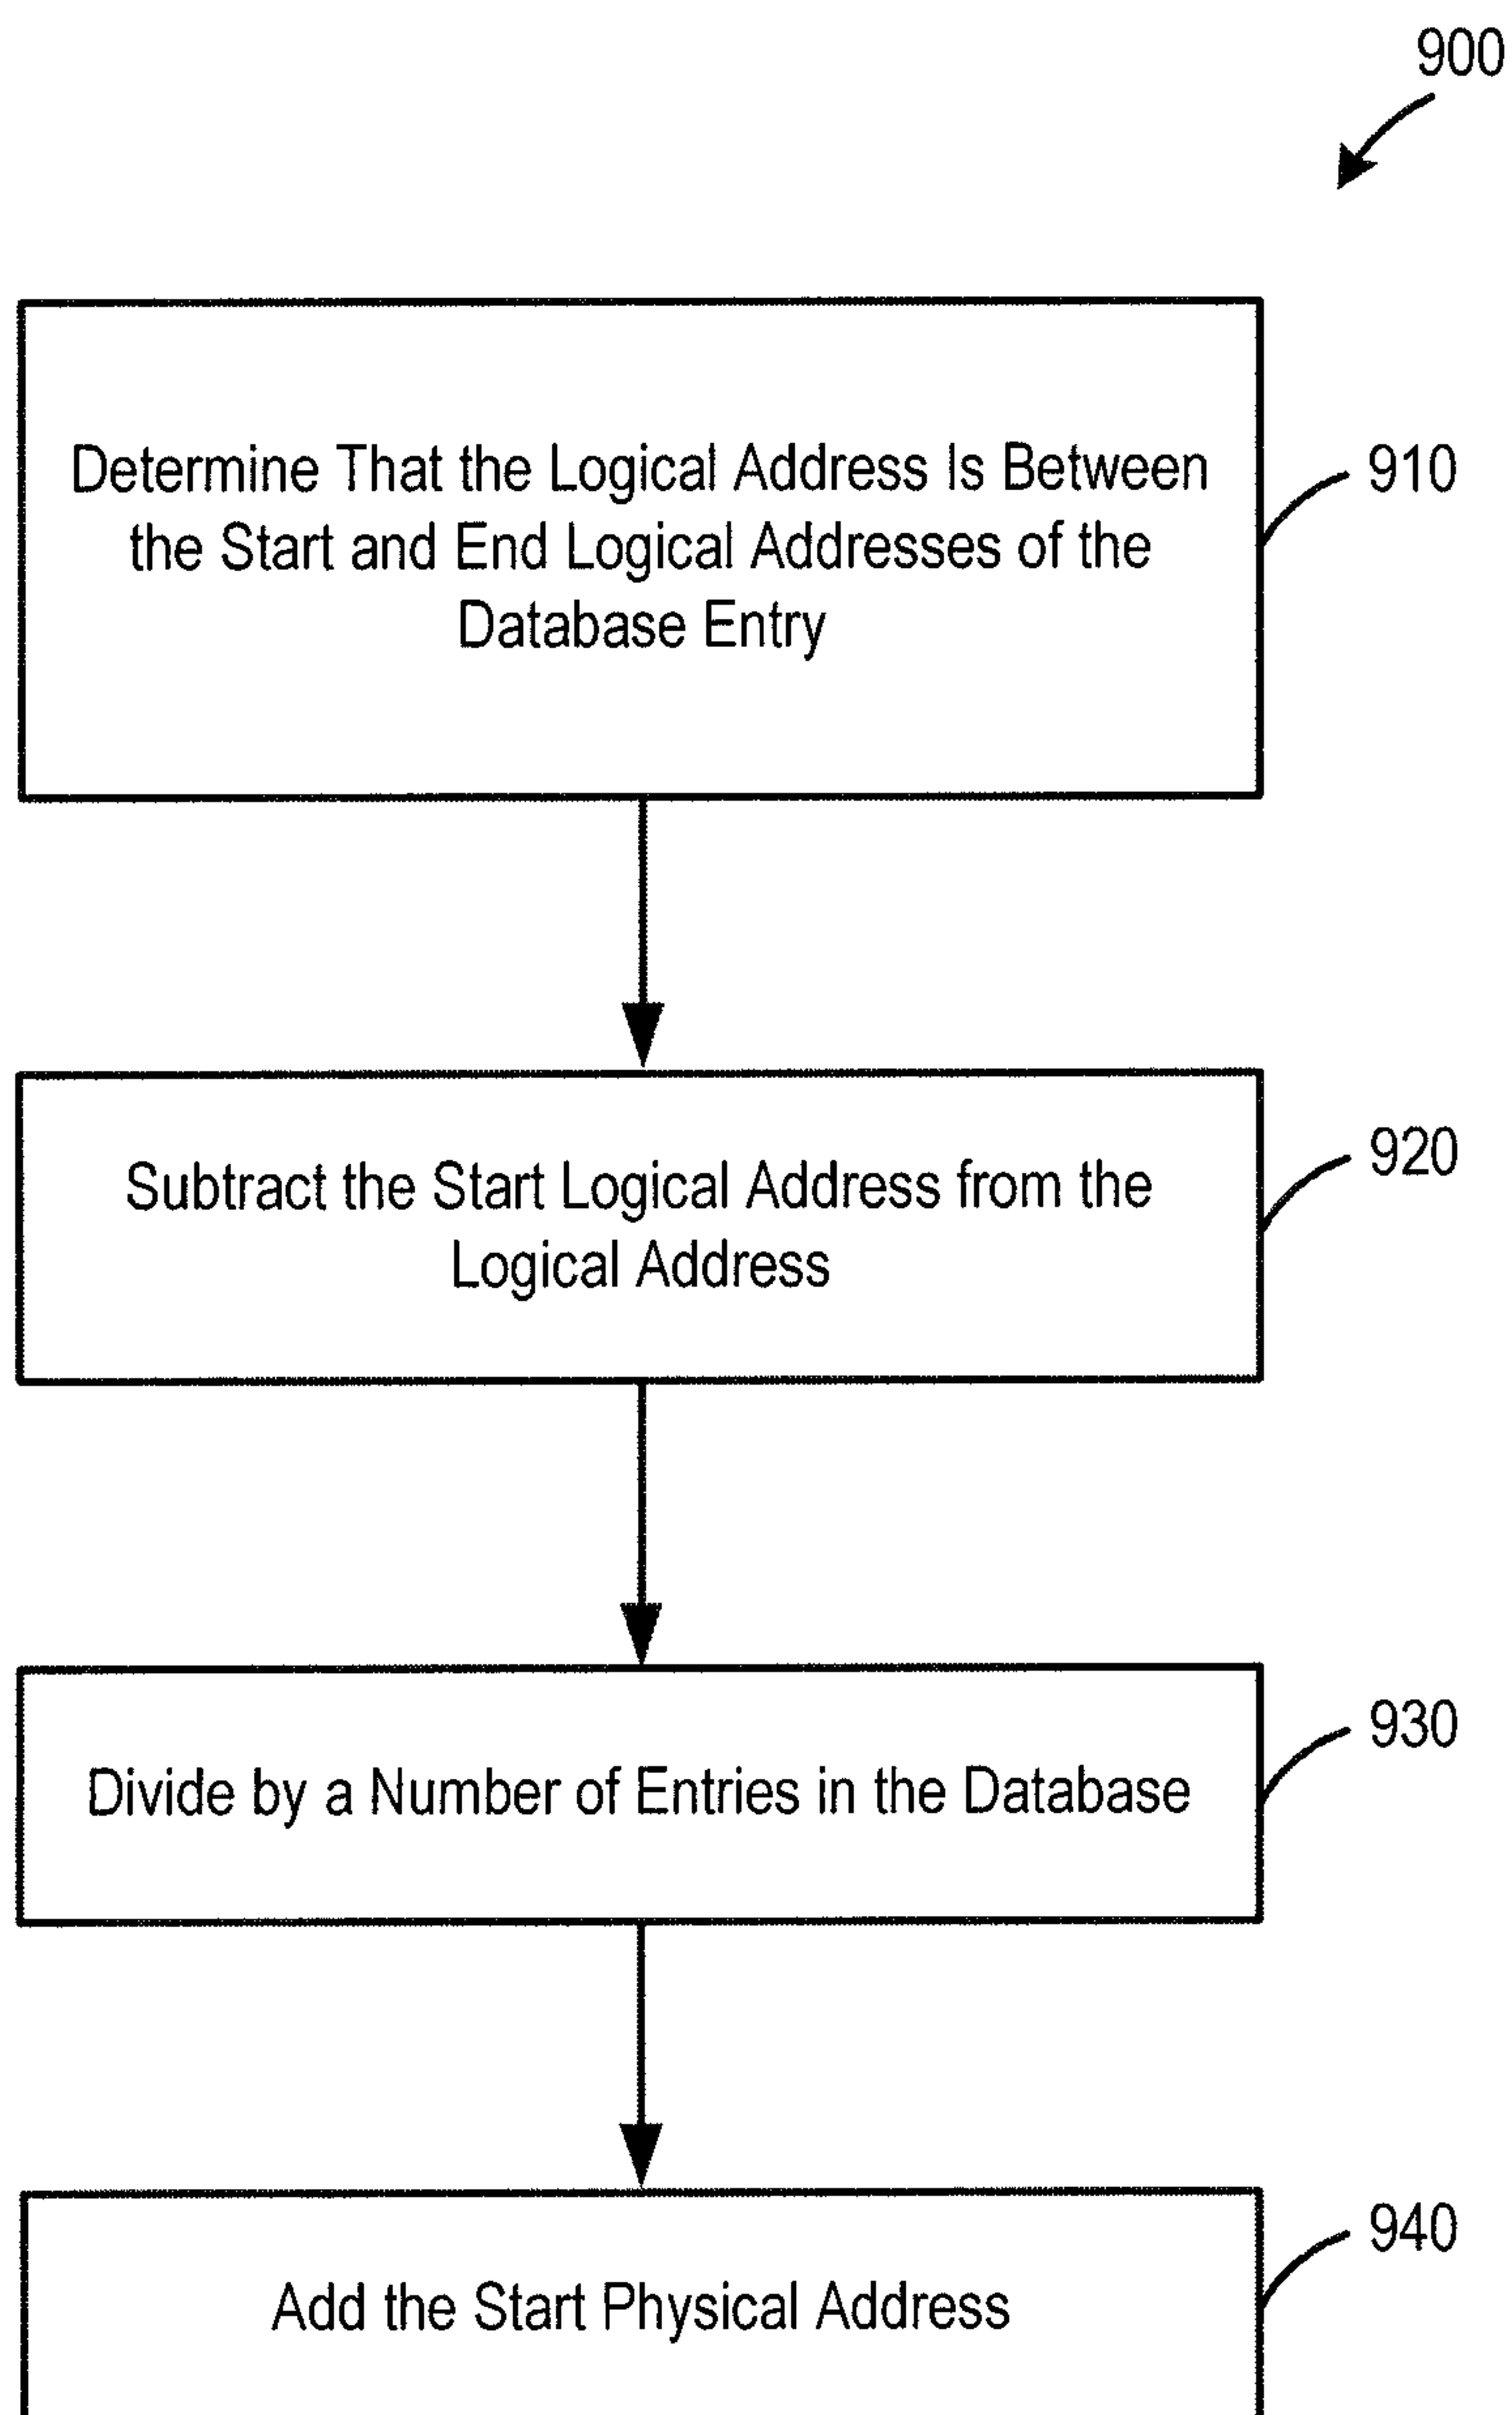 900
Determine That the Logical Address Is Between
the Start and End Logical Addresses of the
Database Entry
910
Subtract the Start Logical Address from the
Logical Address
920
Divide by a Number of Entries in the Database
930
Add the Start Physical Address
940